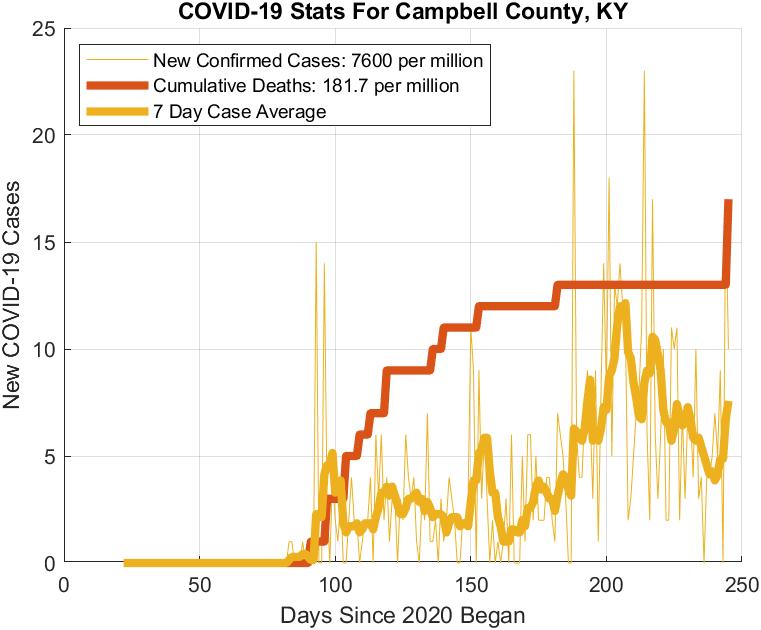 COVID-19 Stats For Campbell County, KY
25
New Confirmed Cases: 7600 per million
Cumulative Deaths: 181.7 per million
7 Day Case Average
20
15
10
5
0
New COVID-19 Cases
0 50 100 150 200 250
Days Since 2020 Began